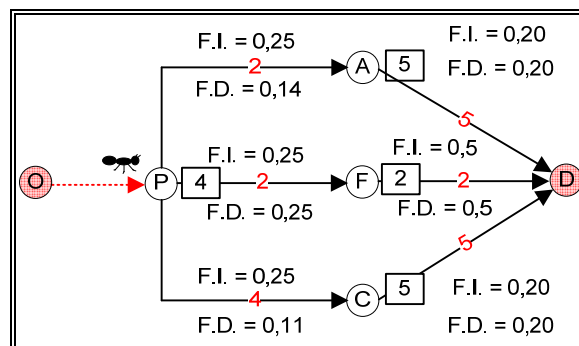 F.I. = 0,25
2
F.D. = 0,14
A
5
F.I. = 0,20
F.D. = 0,20
5
O
P
4
F.I. = 0,25
2
F.D. = 0,25
F
2
F.I. = 0,5
2
F.D. = 0,5
D
F.I. = 0,25
4
F.D. = 0,11
C
5
5
F.I. = 0,20
F.D. = 0,20